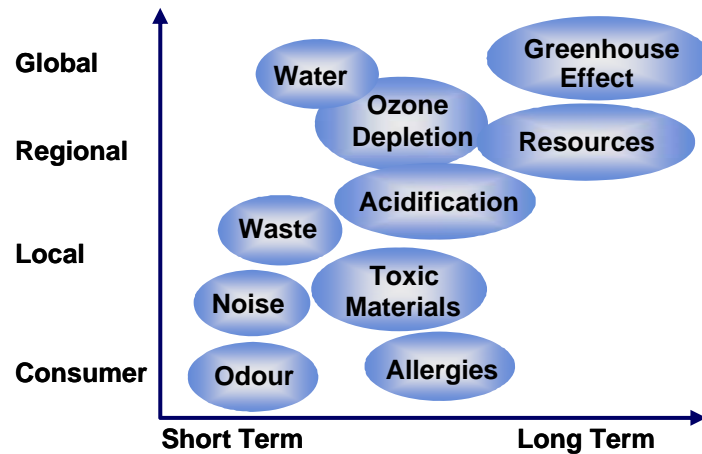 Global
Regional
Local
Consumer
Water
Greenhouse
Effect
Ozone
Depletion
Resources
Acidification
Waste
Toxic
Materials
Noise
Odour
Allergies
Short Term
Long Term